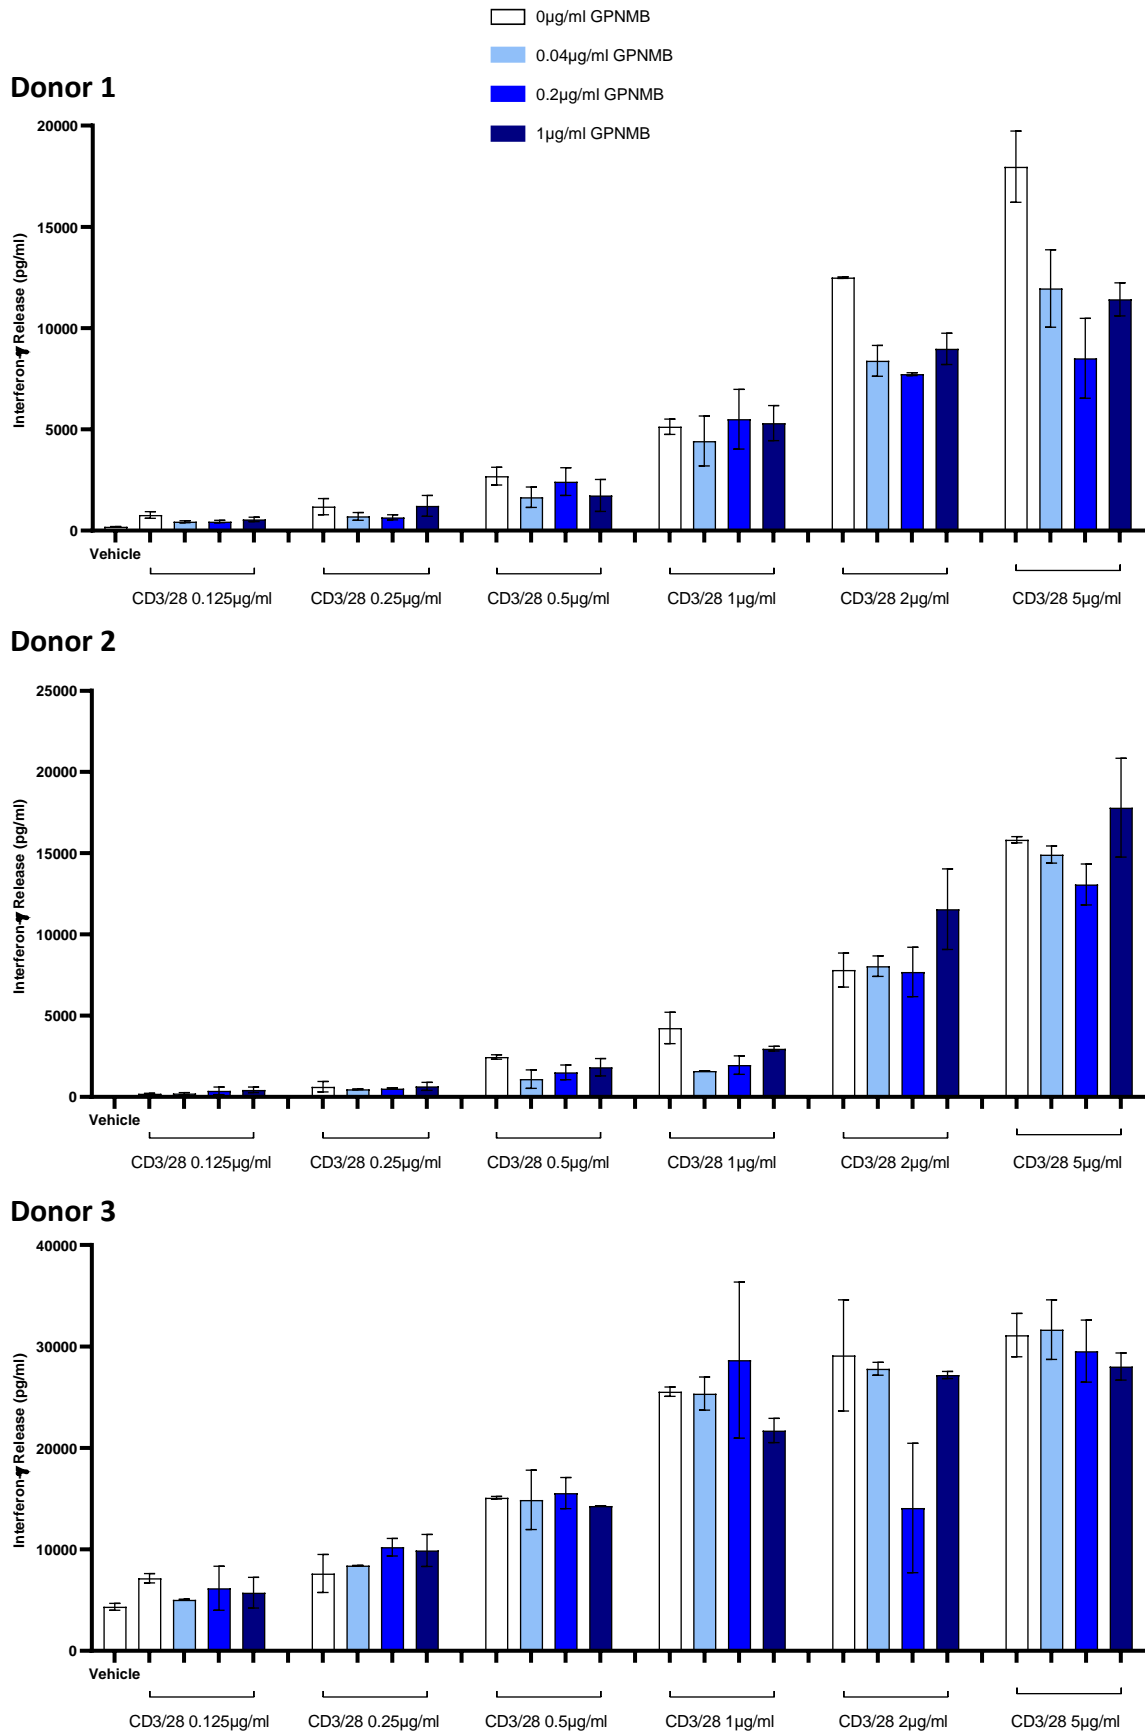 0µg/ml GPNMB
0.04µg/ml GPNMB
0.2µg/ml GPNMB
1µg/ml GPNMB
Donor 1
Interferon-γ Release (pg/ml)
20000
15000
10000
5000
0
Vehicle
CD3/28 0.125µg/ml
CD3/28 0.25µg/ml
CD3/28 0.5µg/ml
CD3/28 1µg/ml
CD3/28 2µg/ml
CD3/28 5µg/ml
Donor 2
Interferon-γ Release (pg/ml)
25000
20000
15000
10000
5000
0
Vehicle
CD3/28 0.125µg/ml
CD3/28 0.25µg/ml
CD3/28 0.5µg/ml
CD3/28 1µg/ml
CD3/28 2µg/ml
CD3/28 5µg/ml
Donor 3
Interferon-γ Release (pg/ml)
40000
30000
20000
10000
0
Vehicle
CD3/28 0.125µg/ml
CD3/28 0.25µg/ml
CD3/28 0.5µg/ml
CD3/28 1µg/ml
CD3/28 2µg/ml
CD3/28 5µg/ml